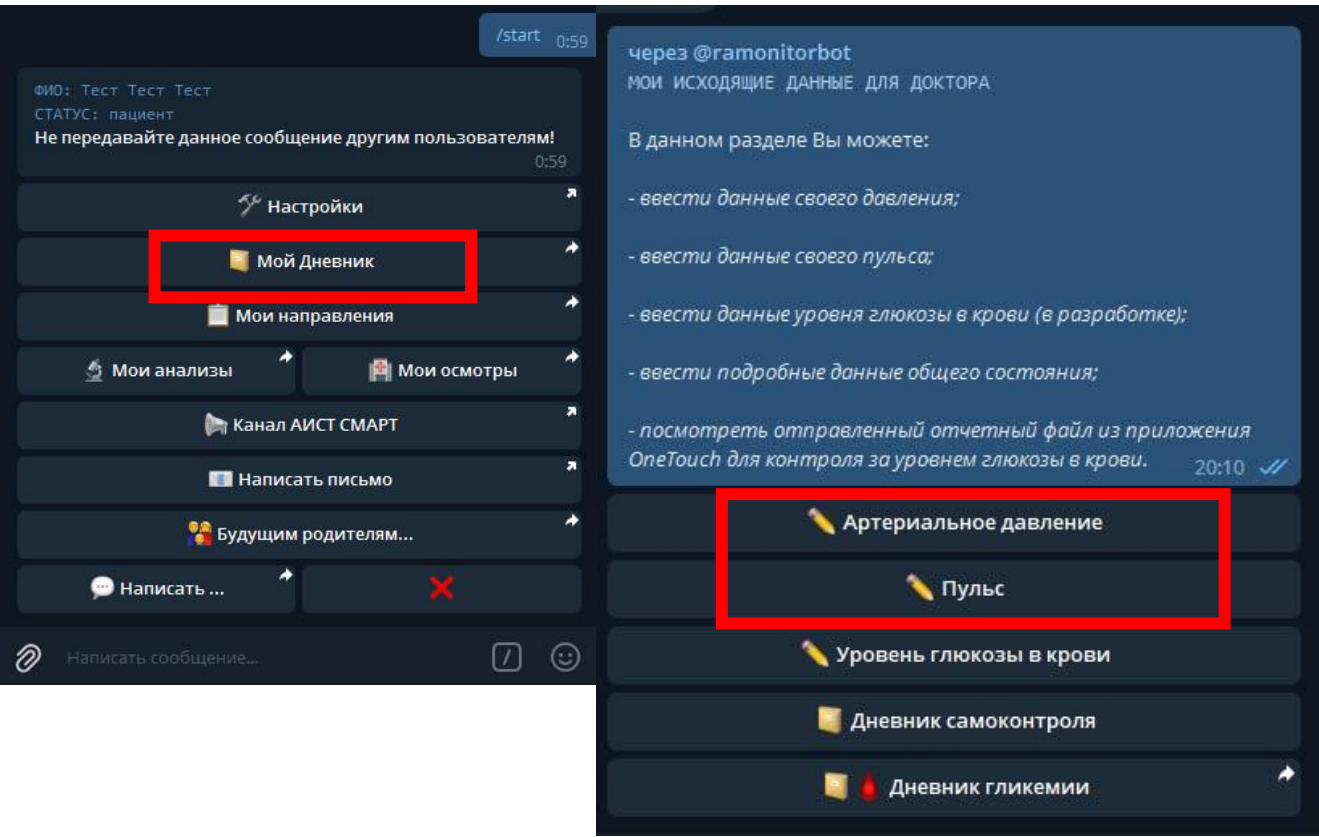 /start 0:59
ФИО: Тест Тест Тест
СТАТУС: пациент
Не передавайте данное сообщение другим пользователям!
0:59
Настройки
Мой Дневник
Мои направления
Мои анализы
Мои осмотры
Канал АИСТ СМАРТ
Написать письмо
Будущим родителям...
Написать ...
Написать сообщение...
через @ramonitorbot
МОИ ИСХОДЯЩИЕ ДАННЫЕ ДЛЯ ДОКТОРА
В данном разделе Вы можете:
- ввести данные своего давления;
- ввести данные своего пульса;
- ввести данные уровня глюкозы в крови (в разработке);
- ввести подробные данные общего состояния;
- посмотреть отправленный отчетный файл из приложения
OneTouch для контроля за уровнем глюкозы в крови. 20:10
Артериальное давление
Пульс
Уровень глюкозы в крови
Дневник самоконтроля
Дневник гликемии